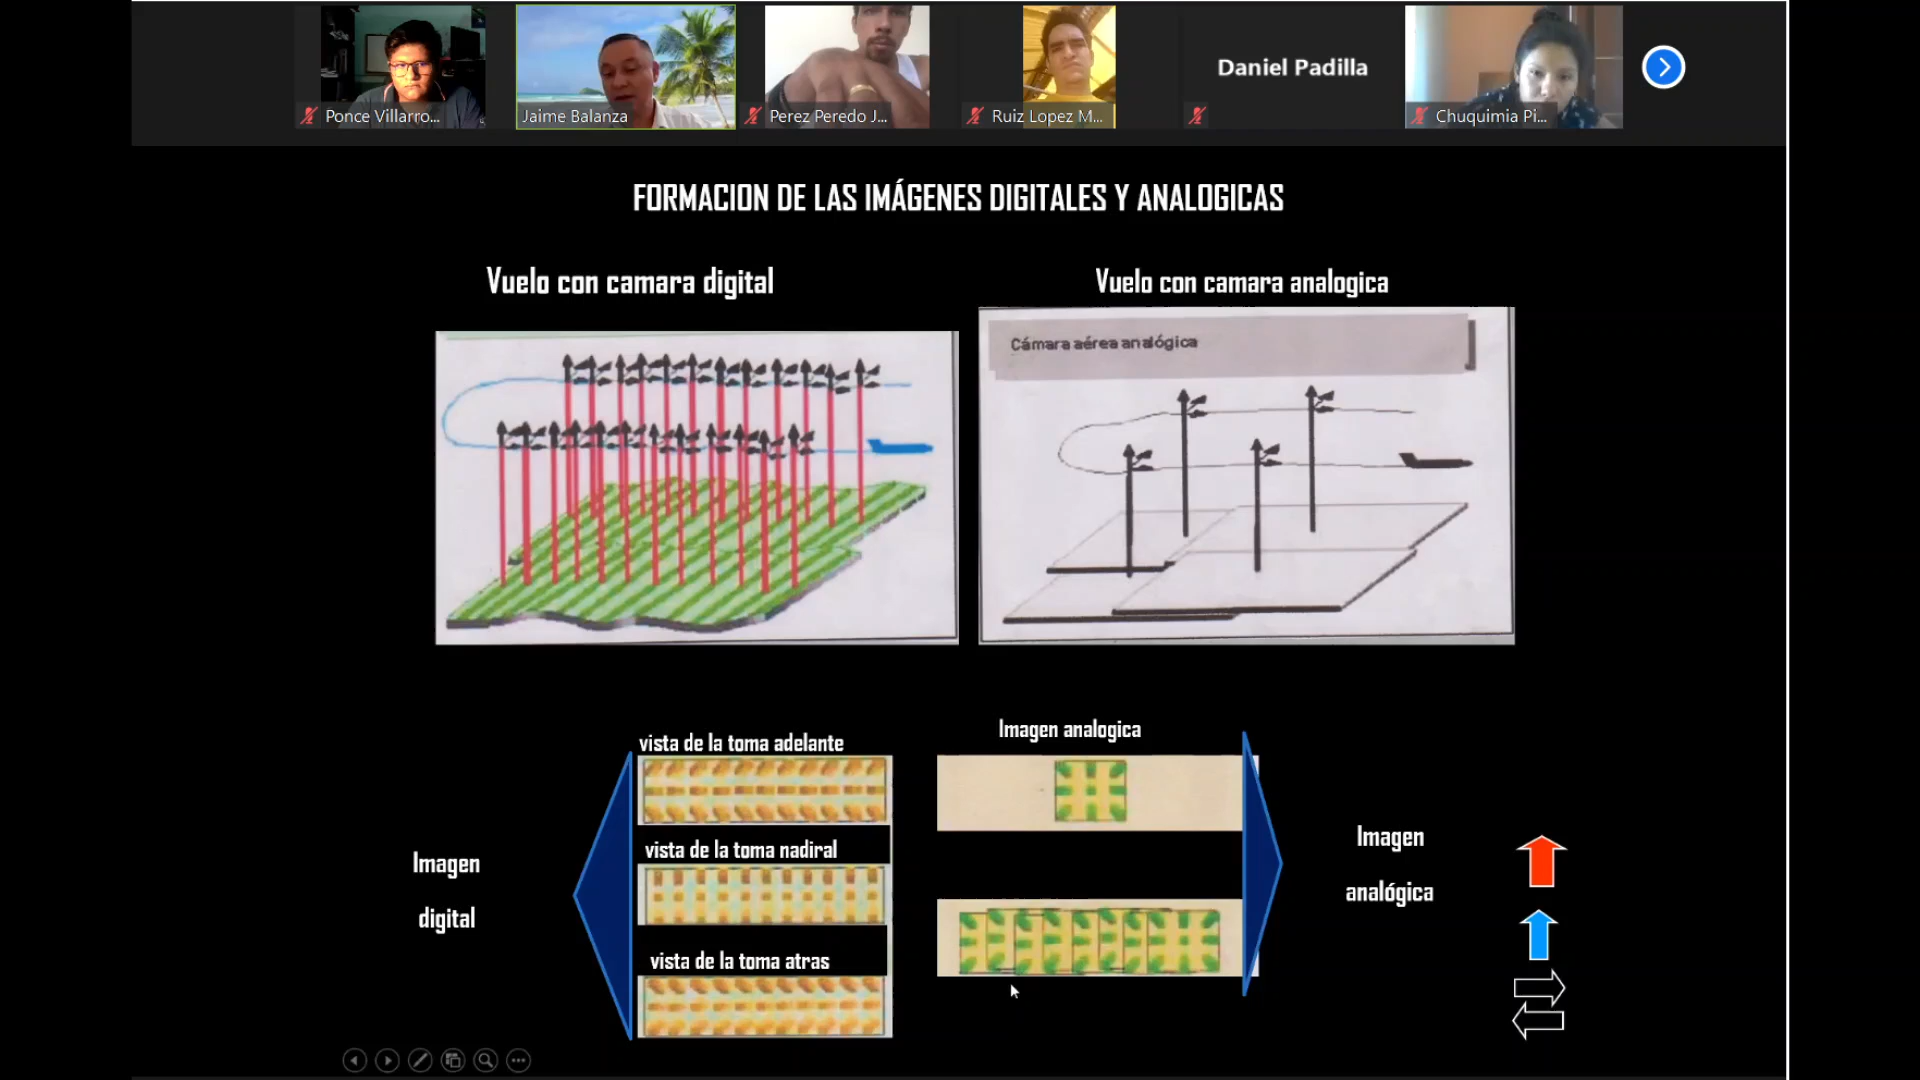 Ponce Villarro...
Jaime Balanza
Perez Peredo J...
Ruiz Lopez M...
Daniel Padilla
Chuquimia Pi...
FORMACION DE LAS IMÁGENES DIGITALES Y ANALOGICAS
Vuelo con camara digital
Vuelo con camara analogica
Cámara aérea analógica
vista de la toma adelante
Imagen analogica
vista de la toma nadiral
Imagen
digital
Imagen
analógica
vista de la toma atras